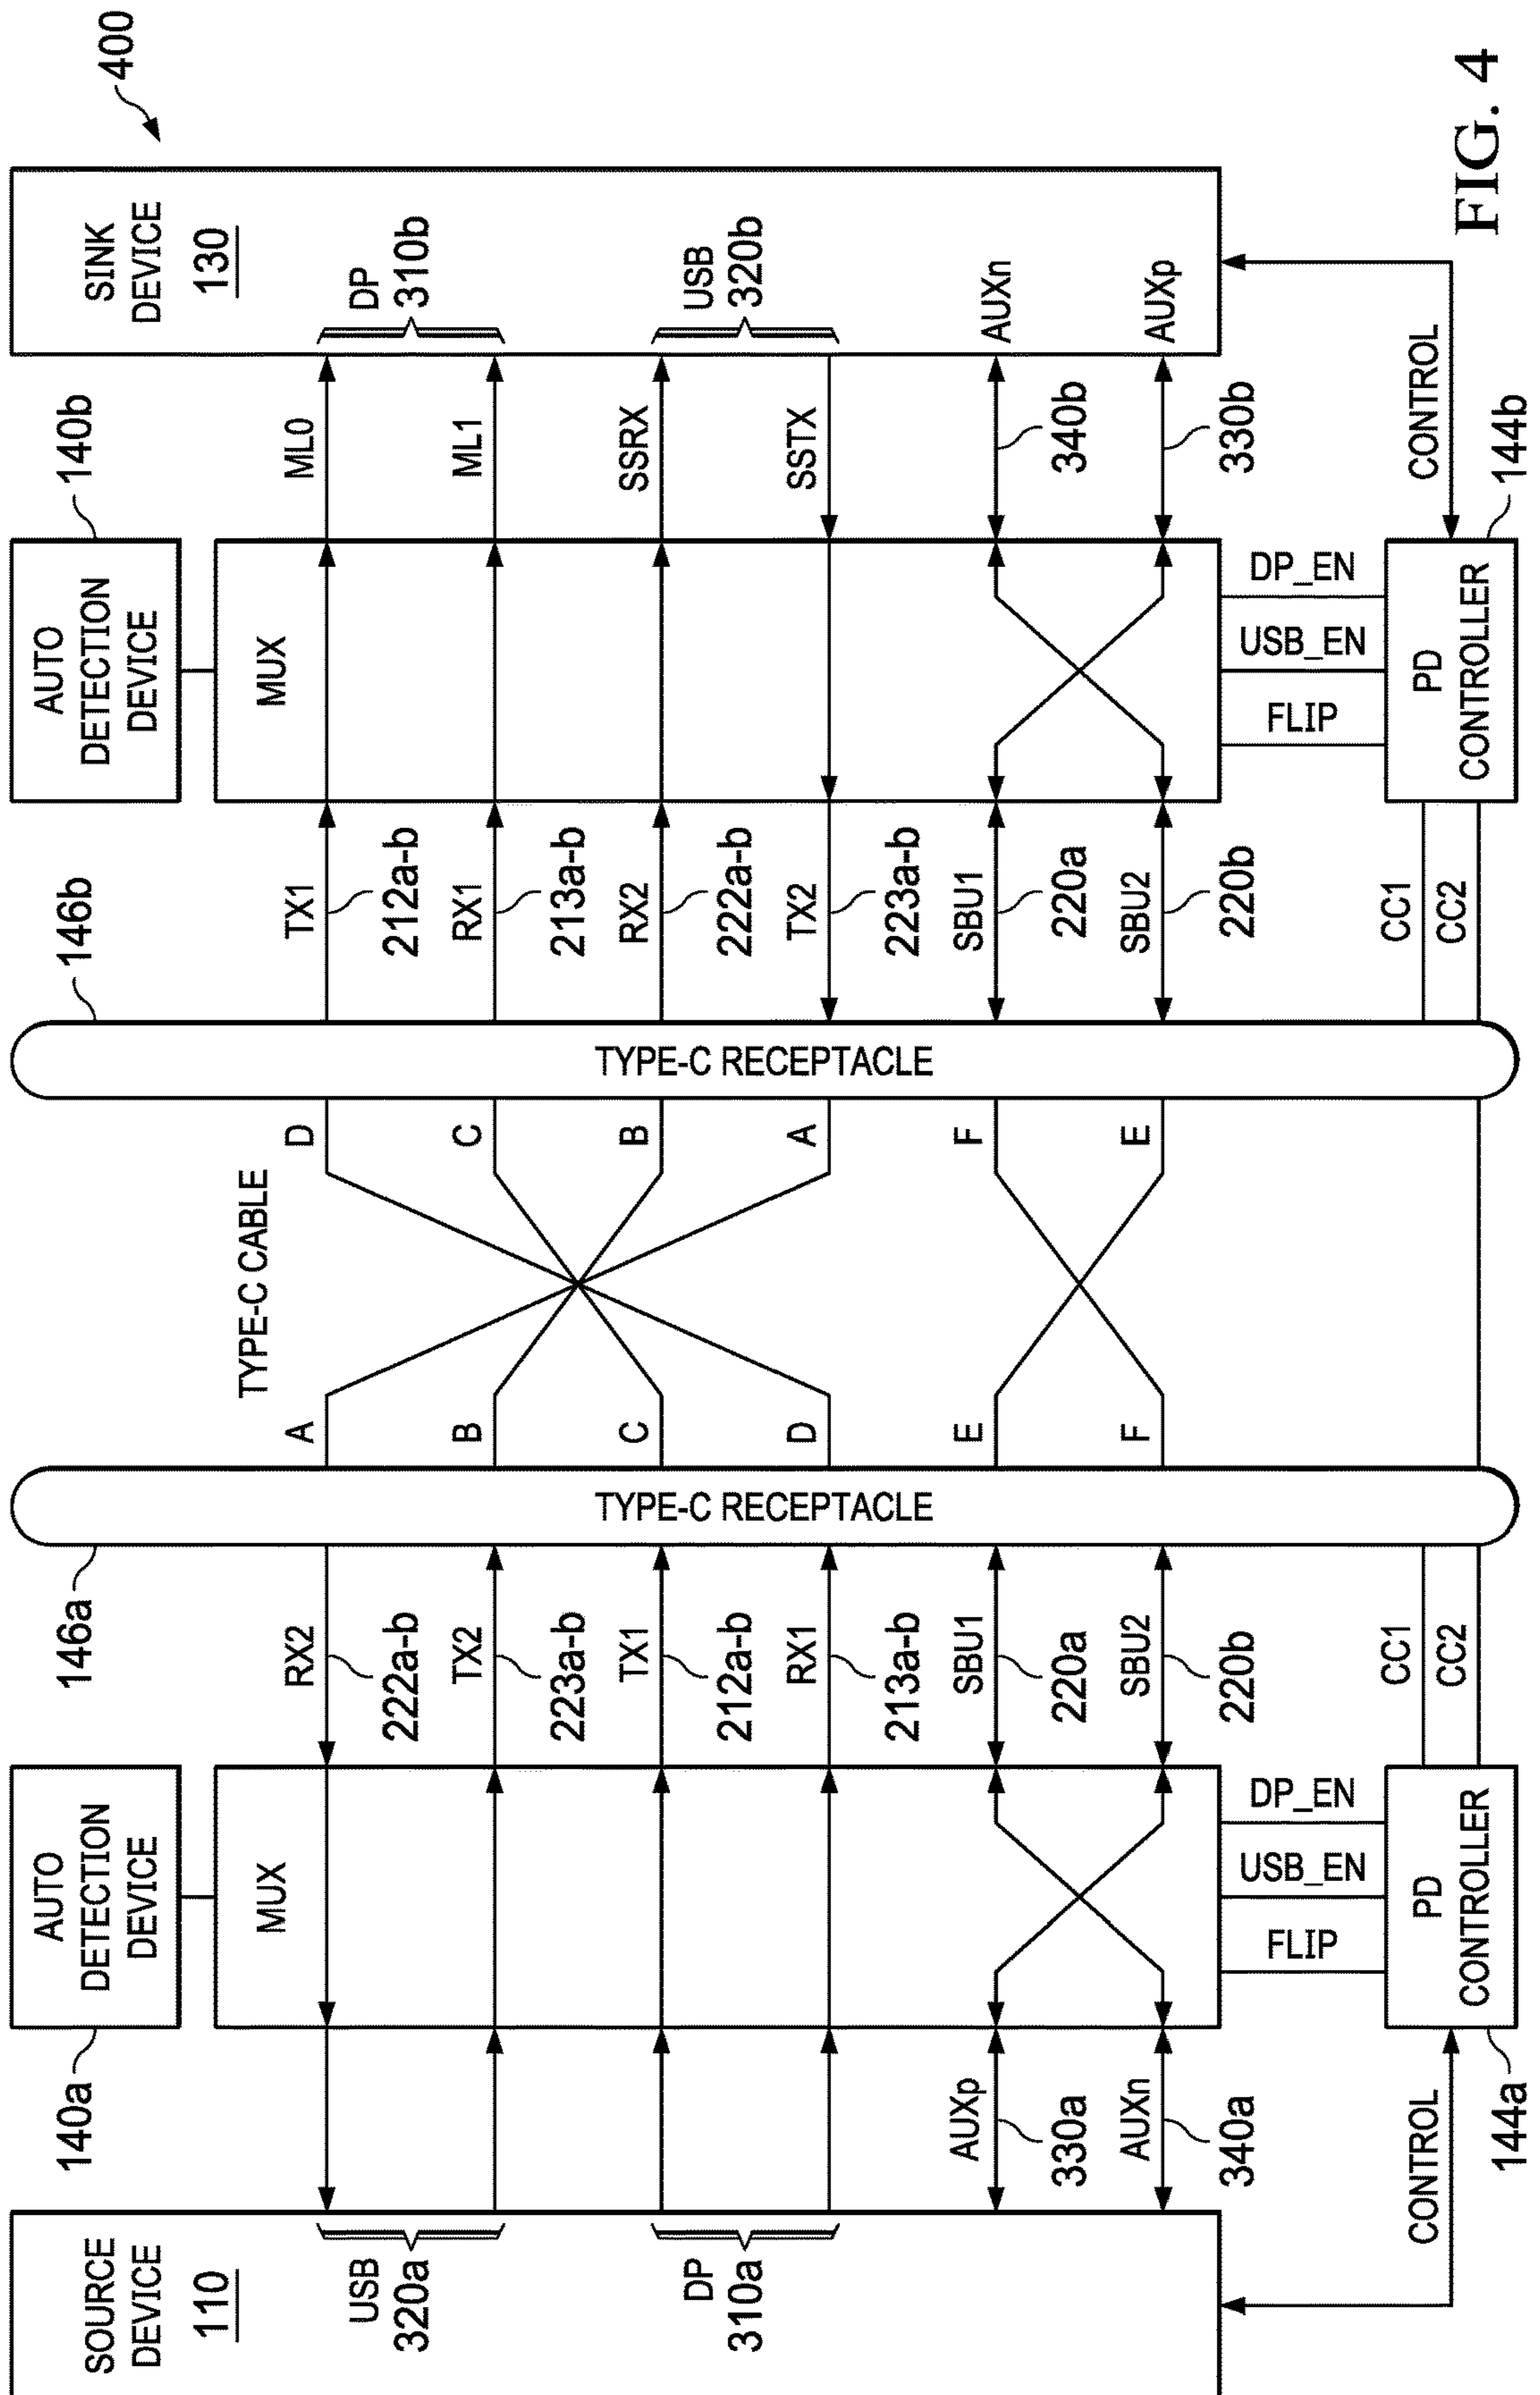 400
SOURCE
DEVICE
110
USB
320a
DP
310a
AUXp
330a
AUXn
340a
CONTROL
140a
AUTO
DETECTION
DEVICE
MUX
FLIP
USB_EN
DP_EN
PD
CONTROLLER
144a
146a
RX2
222a-b
TX2
223a-b
TX1
212a-b
RX1
213a-b
SBU1
220a
SBU2
220b
CC1
CC2
TYPE-C RECEPTACLE
TYPE-C CABLE
A
B
C
D
E
F
D
C
B
A
F
E
TYPE-C RECEPTACLE
146b
TX1
212a-b
RX1
213a-b
RX2
222a-b
TX2
223a-b
SBU1
220a
SBU2
220b
CC1
CC2
140b
AUTO
DETECTION
DEVICE
MUX
FLIP
USB_EN
DP_EN
PD
CONTROLLER
144b
ML0
ML1
SSRX
SSTX
340b
330b
CONTROL
SINK
DEVICE
130
DP
310b
USB
320b
AUXn
AUXp
FIG. 4